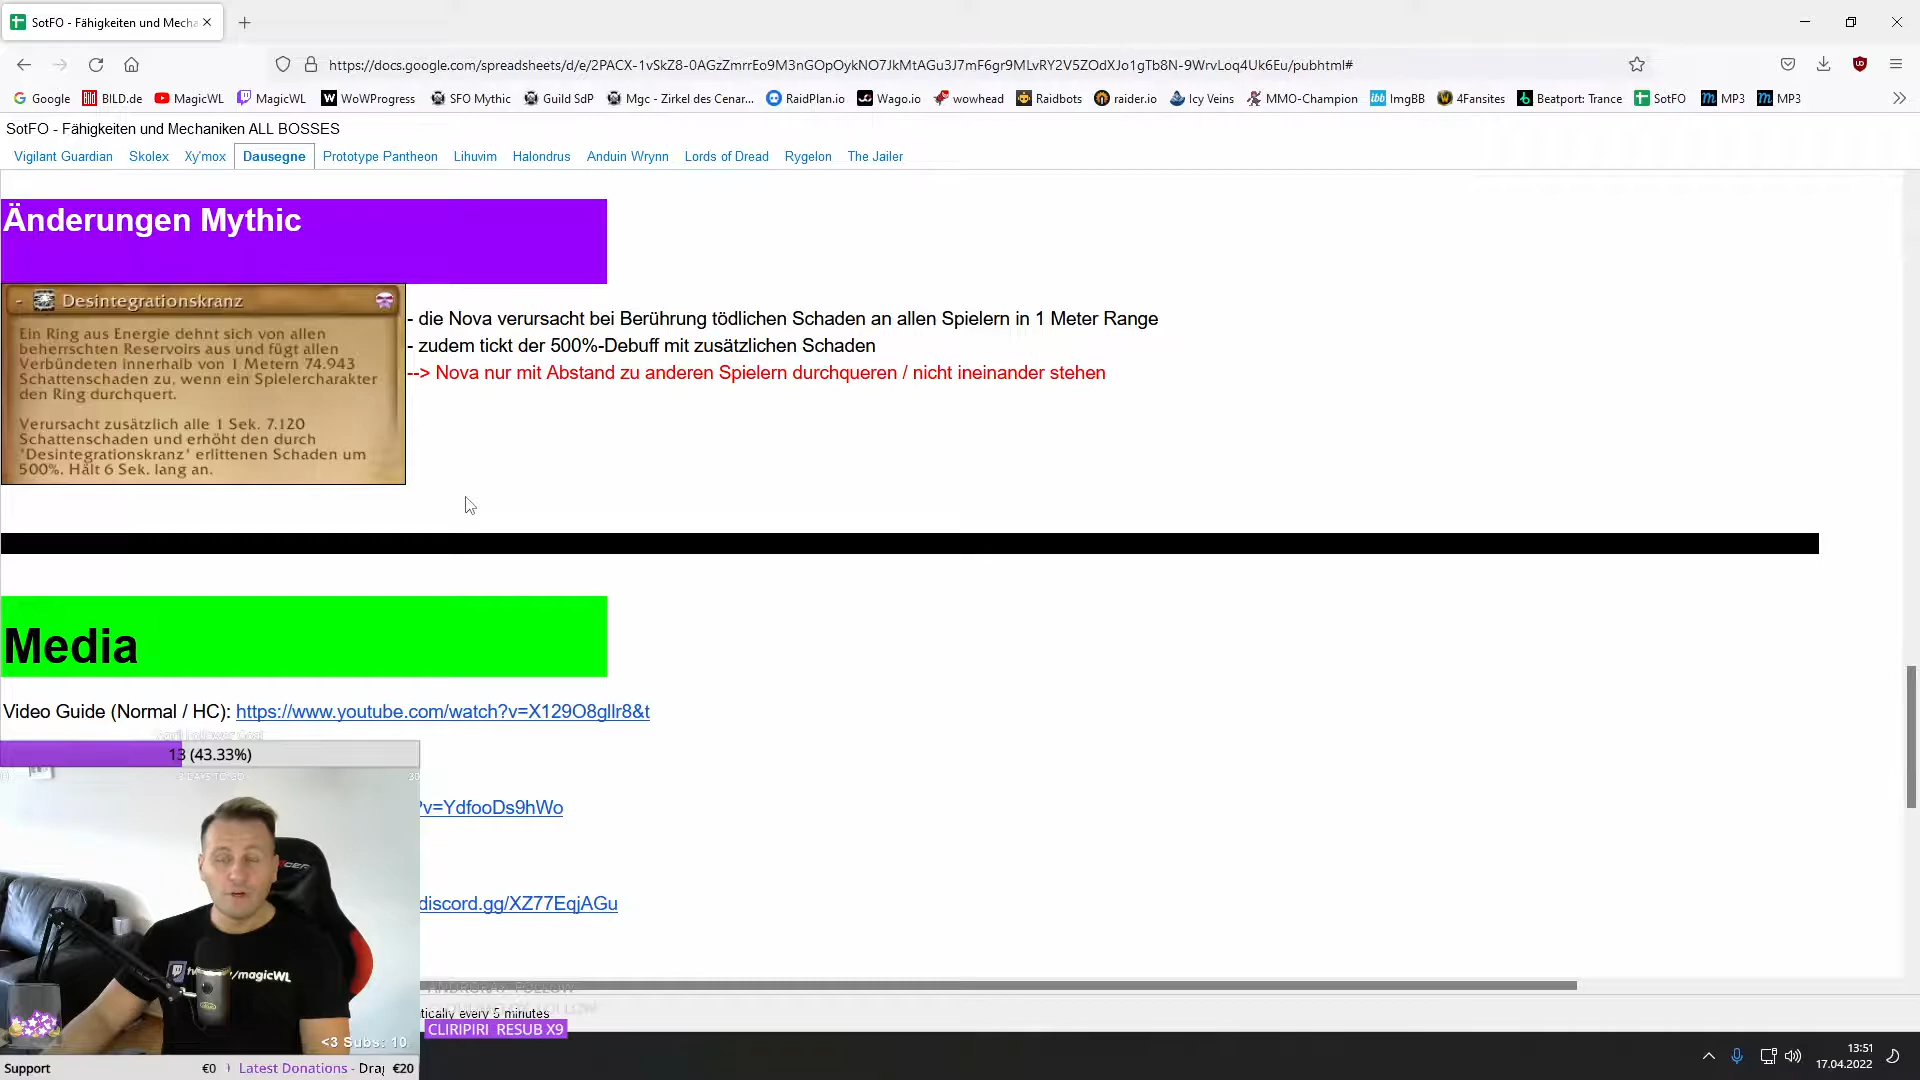 SotFO - Fähigkeiten und Mecha
https://docs.google.com/spreadsheets/d/e/2PACX-1vSkZ8-0AGzZmrrEo9M3nGOpOykNO7JkMtAGu3J7mF6gr9MLvRY2V5ZOdXJo1gTb8N-9WrvLoq4Uk6Eu/pubhtml#
Google BILD.de MagicWL MagicWL WoWProgress SFO Mythic Guild SdP Mgc - Zirkel des Cenar... RaidPlan.io Wago.io wowhead Raidbots raider.io Icy Veins MMO-Champion ImgBB 4Fansites Beatport: Trance SotFO MP3 MP3
SotFO - Fähigkeiten und Mechaniken ALL BOSSES
Vigilant Guardian Skolex Xy'mox Dausegne Prototype Pantheon Lihuvim Halondrus Anduin Wrynn Lords of Dread Rygelon The Jailer
Änderungen Mythic
- Desintegrationskranz
Ein Ring aus Energie dehnt sich von allen
beherrschten Reservoirs aus und fügt allen
Verbündeten innerhalb von 1 Metern 74.943
Schattenschaden zu, wenn ein Spielercharakter
den Ring durchquert.
Verursacht zusätzlich alle 1 Sek. 7.120
Schattenschaden und erhöht den durch
"Desintegrationskranz" erlittenen Schaden um
500%. Hält 6 Sek. lang an.
- die Nova verursacht bei Berührung tödlichen Schaden an allen Spielern in 1 Meter Range
- zudem tickt der 500%-Debuff mit zusätzlichen Schaden
--> Nova nur mit Abstand zu anderen Spielern durchqueren / nicht ineinander stehen
Media
Video Guide (Normal / HC): https://www.youtube.com/watch?v=X129O8gllr8&t
April Follower Goal
13 (43.33%)
?v=YdfooDs9hWo
discord.gg/XZ77EqjAGu
/magicWL
<3 Subs: 10
tically every 5 minutes
CLIRIPIRI RESUB X9
Support €0 Latest Donations - Drag €20
13:51
17.04.2022